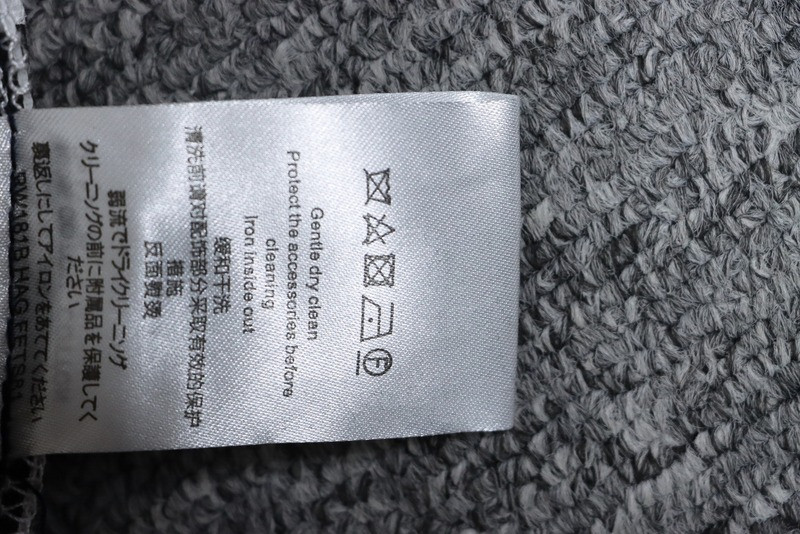 Gentle dry clean
Protect the accessories before
cleaning
Iron inside out
缓和干洗
清洗前请对配饰部分采取有效的保护
措施
反面熨烫
弱流でドライクリーニング
クリーニングの前に附属品を保護してく
ださい
裏返しにしてアイロンをあててください